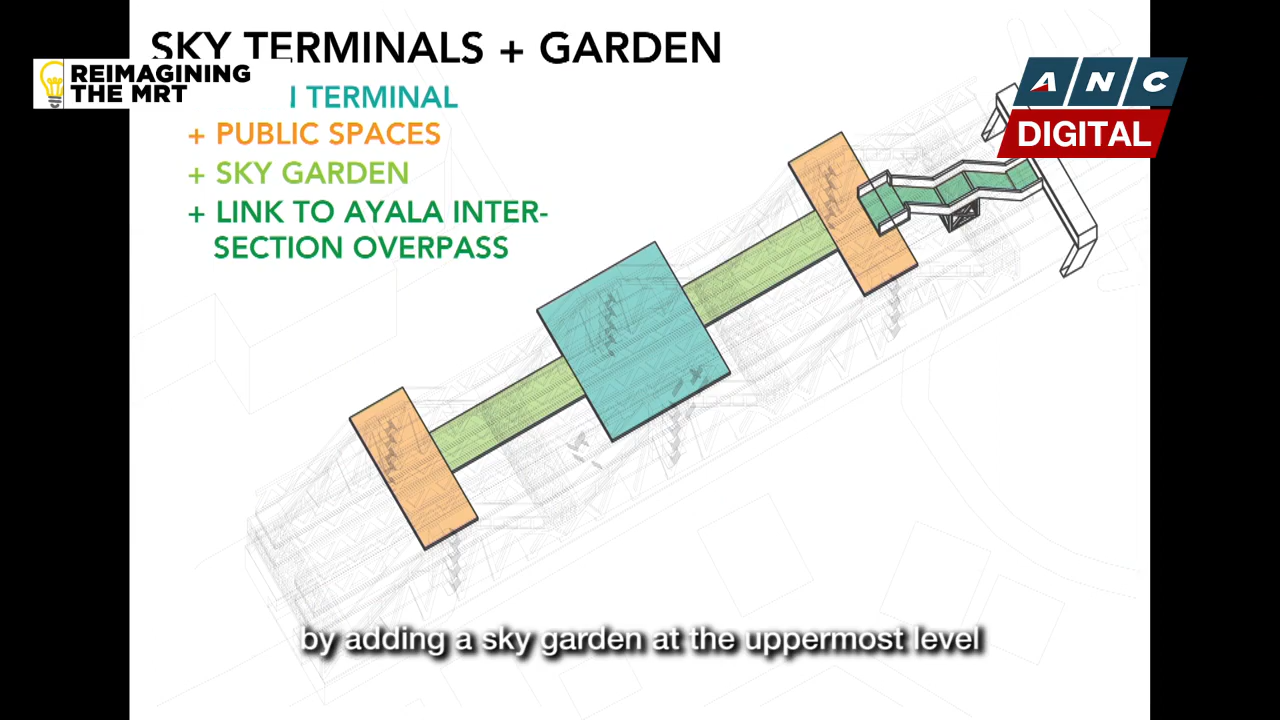 SKY TERMINALS + GARDEN
REIMAGINING
THE MRT
TERMINAL
+ PUBLIC SPACES
+ SKY GARDEN
+ LINK TO AYALA INTER-
SECTION OVERPASS
ANC
DIGITAL
by adding a sky garden at the uppermost level